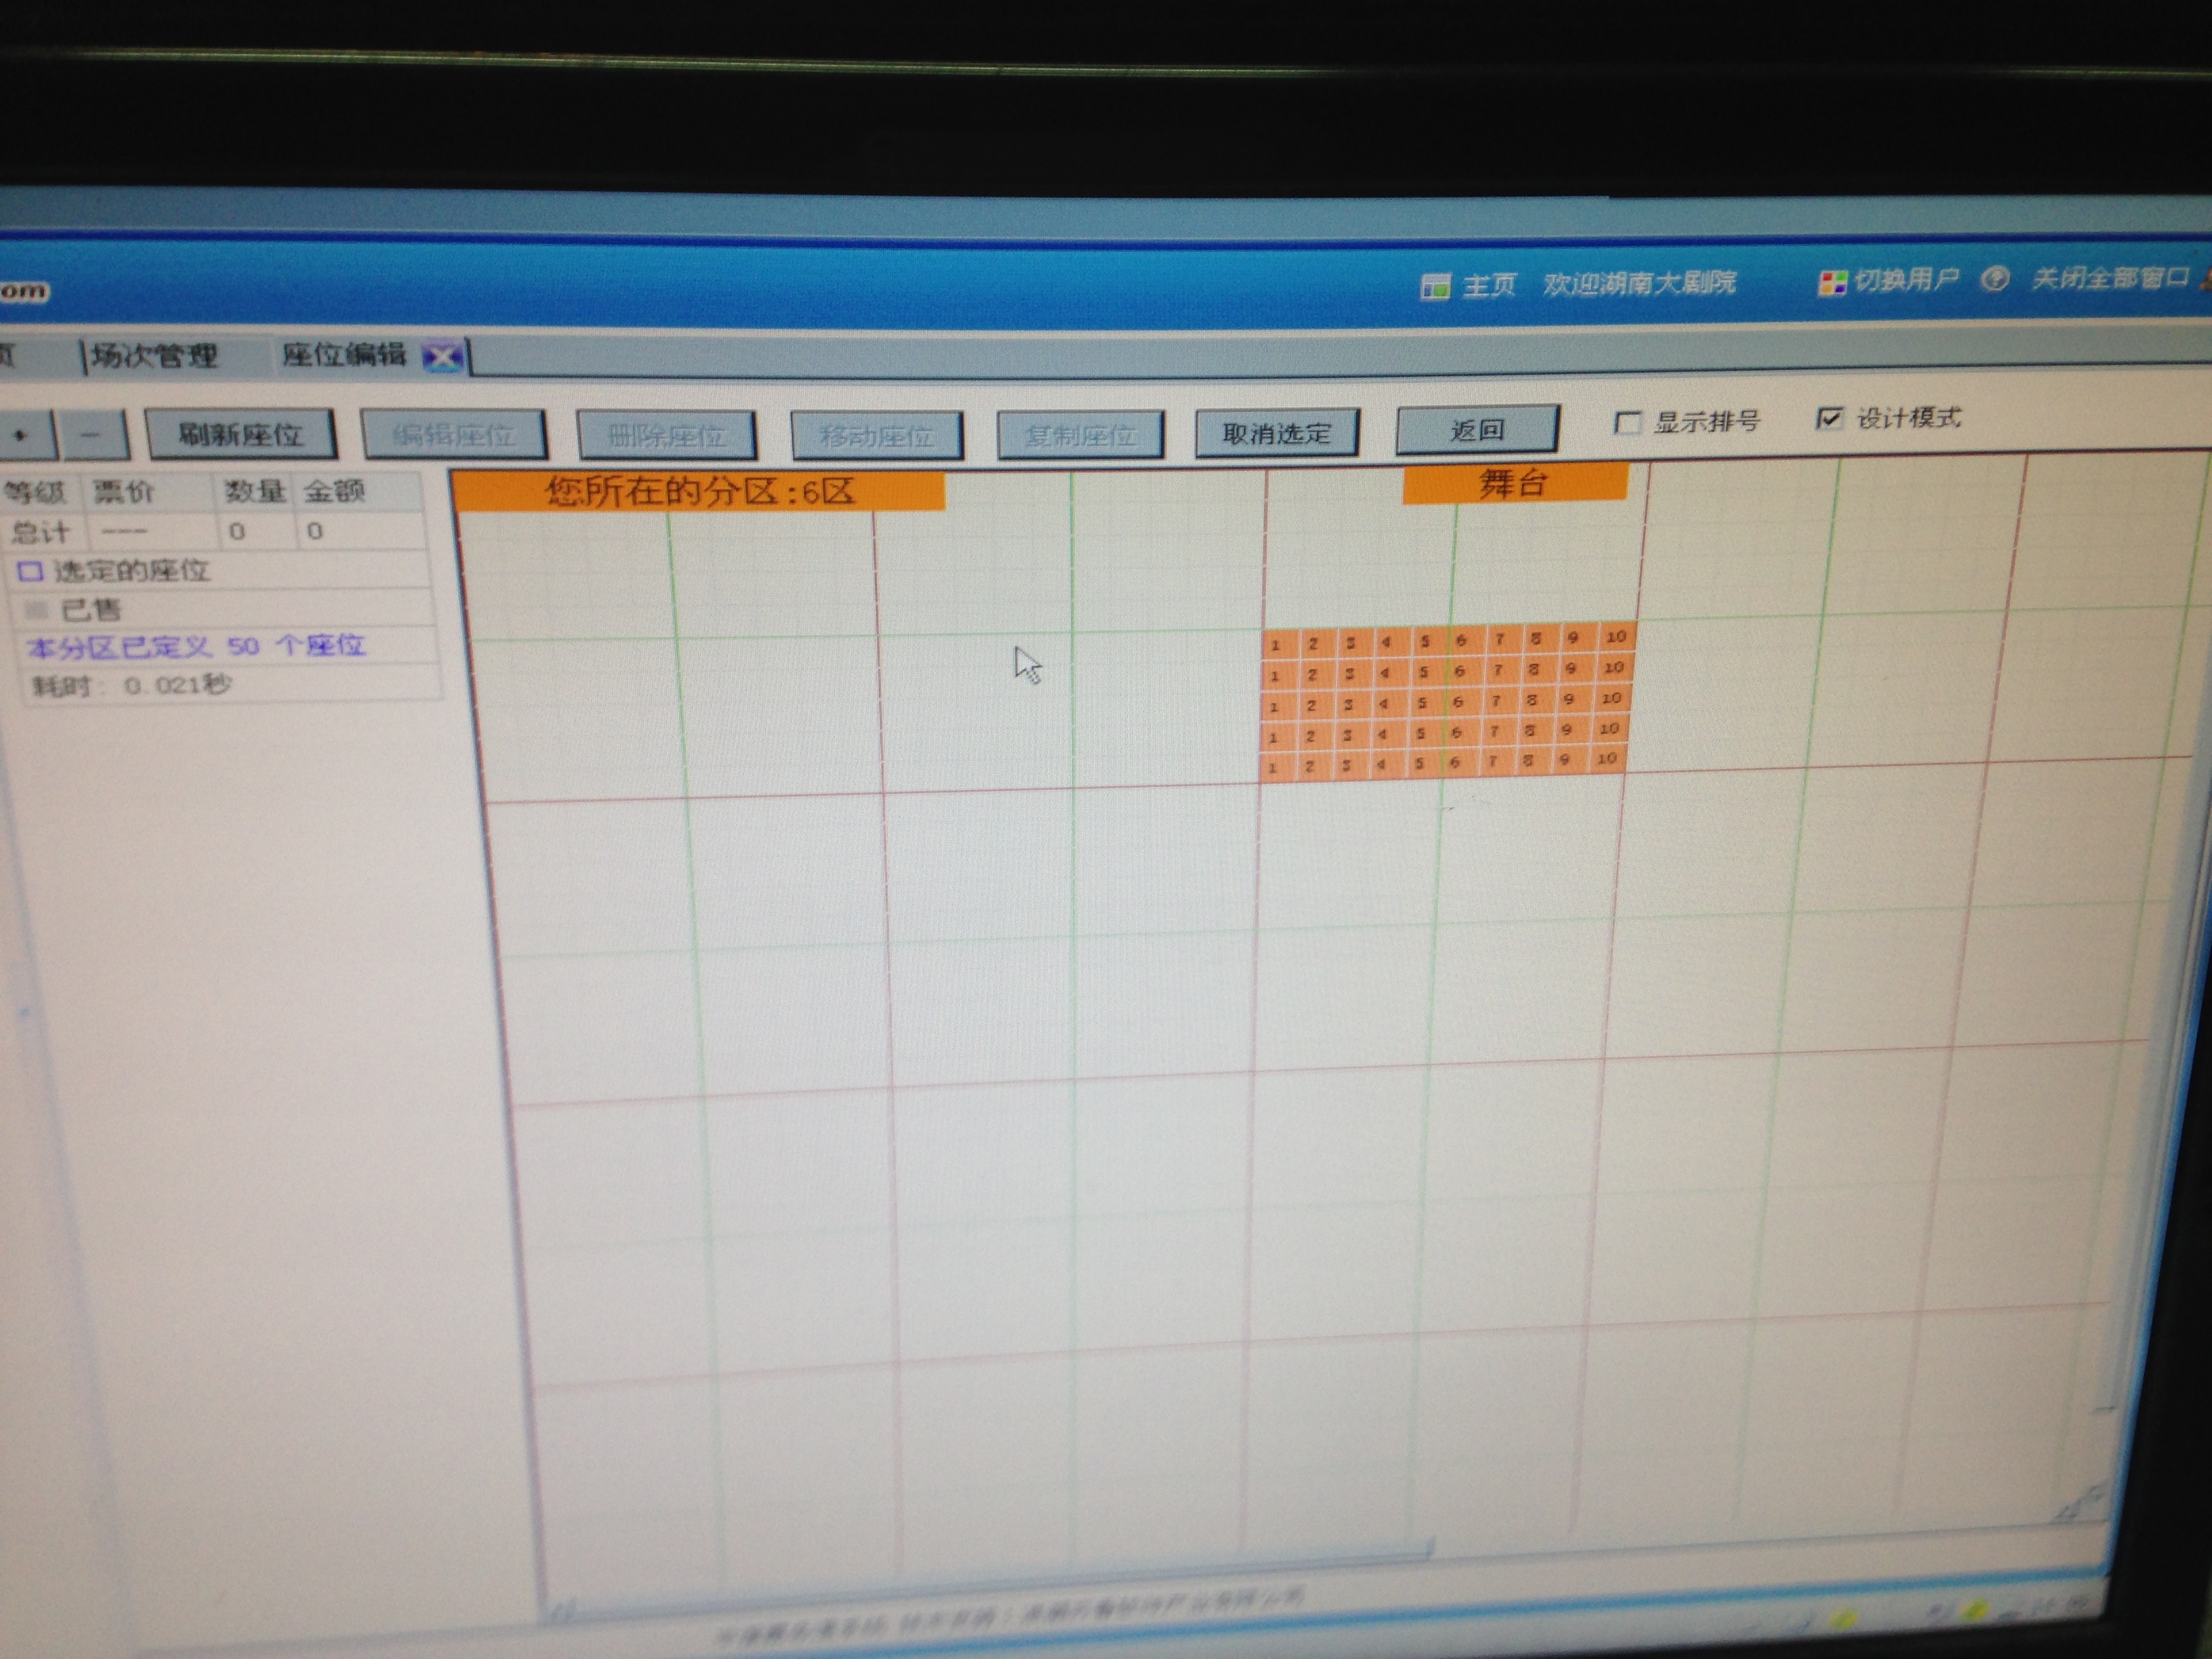 om
主页 欢迎湖南大剧院 切换用户 关闭全部窗口
页 场次管理 座位编辑
+ - 刷新座位 编辑座位 删除座位 移动座位 复制座位 取消选定 返回 显示排号 设计模式
等级 票价 数量 金额
总计 --- 0 0
选定的座位
已售
本分区已定义 50 个座位
耗时: 0.021秒
您所在的分区:6区
舞台
1 2 3 4 5 6 7 8 9 10
1 2 3 4 5 6 7 8 9 10
1 2 3 4 5 6 7 8 9 10
1 2 3 4 5 6 7 8 9 10
1 2 3 4 5 6 7 8 9 10